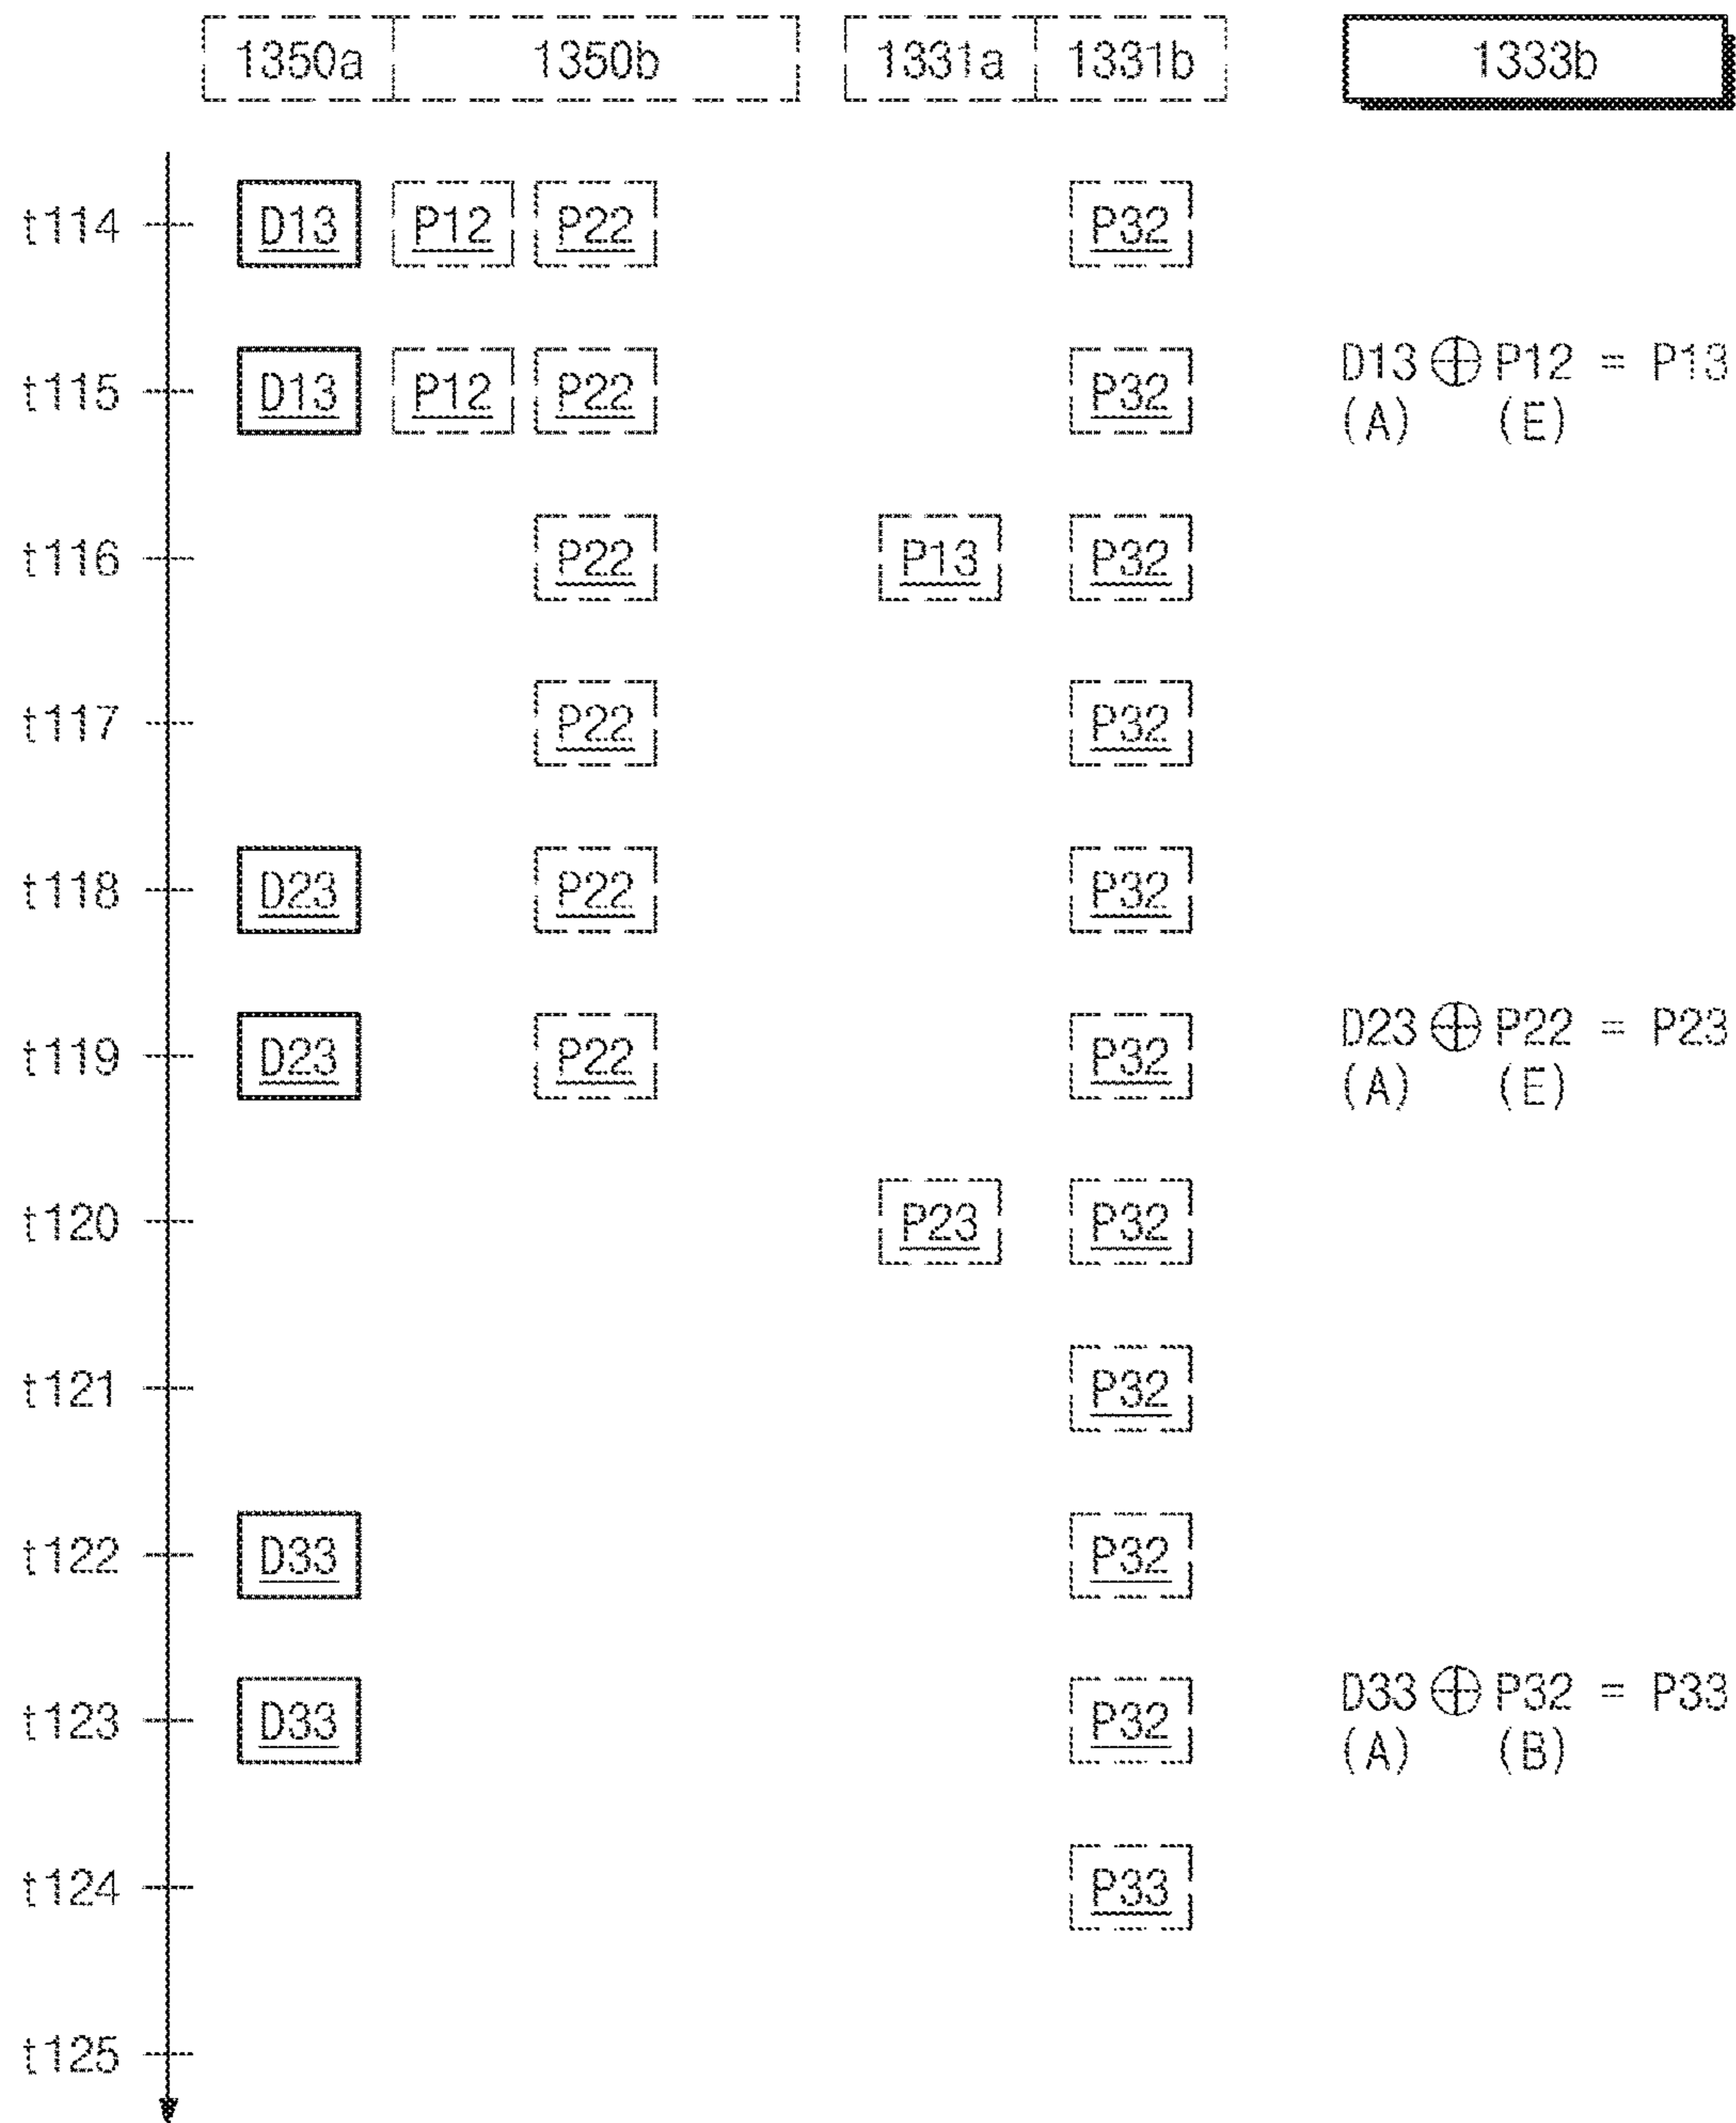 1350a 1350b 1331a 1331b 1333b
t114 D13 P12 P22 P32
t115 D13 P12 P22 P32 D13 ⊕ P12 = P13
(A) (E)
t116 P22 P13 P32
t117 P22 P32
t118 D23 P22 P32
t119 D23 P22 P32 D23 ⊕ P22 = P23
(A) (E)
t120 P23 P32
t121 P32
t122 D33 P32
t123 D33 P32 D33 ⊕ P32 = P33
(A) (B)
t124 P33
t125